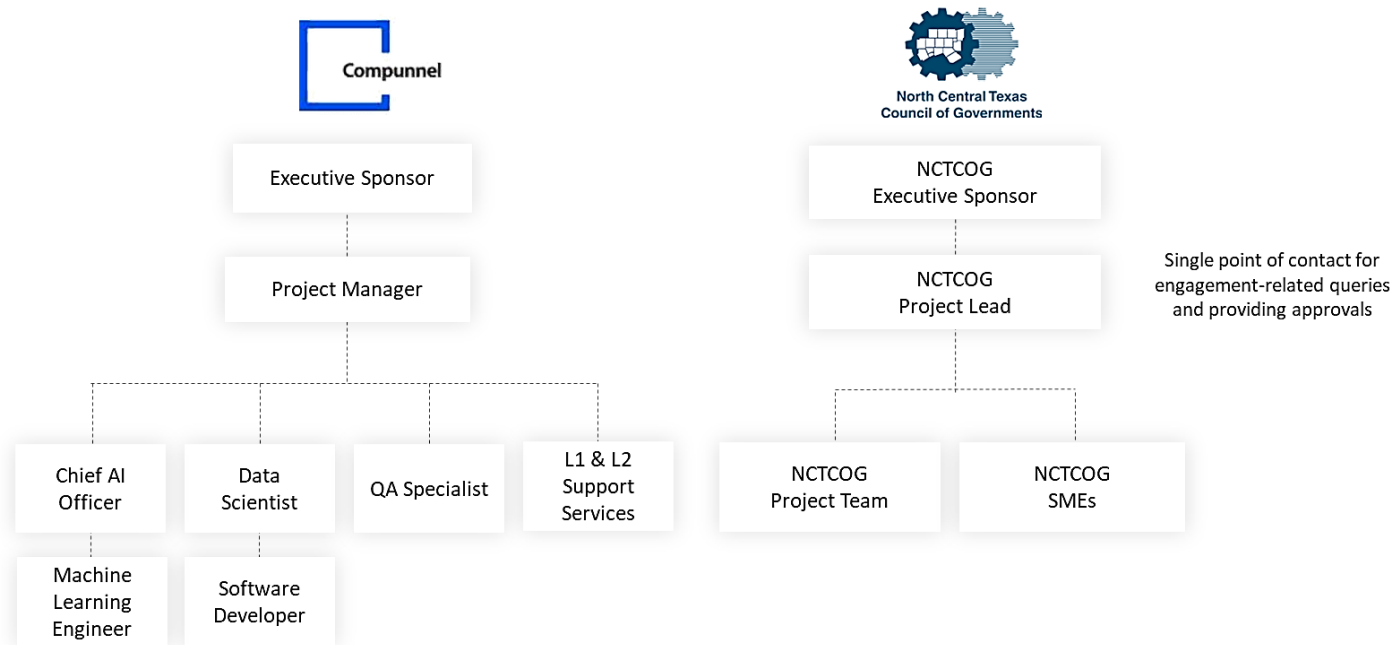 Compunnel
North Central Texas
Council of Governments
Executive Sponsor
Project Manager
Chief AI
Officer
Data
Scientist
QA Specialist
L1 & L2
Support
Services
Machine
Learning
Engineer
Software
Developer
NCTCOG
Executive Sponsor
NCTCOG
Project Lead
Single point of contact for
engagement-related queries
and providing approvals
NCTCOG
Project Team
NCTCOG
SMEs